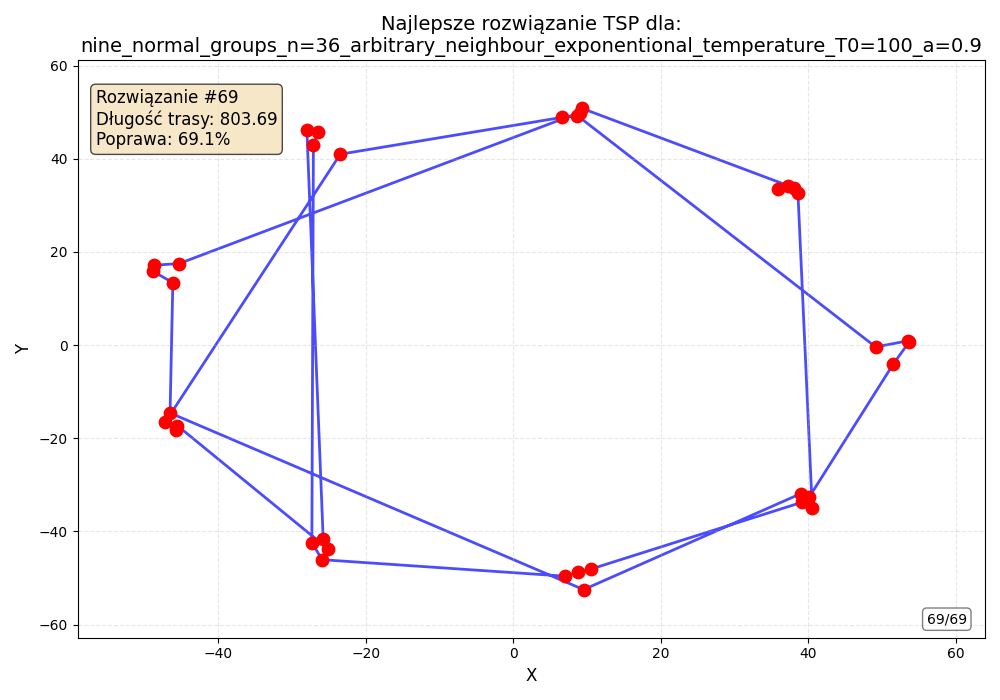 Najlepsze rozwiązanie TSP dla:
nine_normal_groups_n=36_arbitrary_neighbour_exponentional_temperature_T0=100_a=0.9
Rozwiązanie #69
Długość trasy: 803.69
Poprawa: 69.1%
60
40
20
0
−20
−40
−60
Y
69/69
−40
−20
0
20
40
60
X